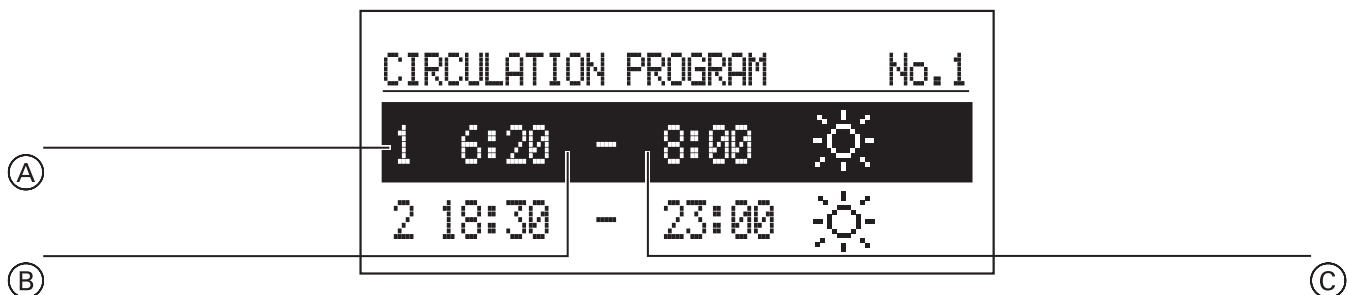 CIRCULATION PROGRAM No.1
1 6:20 - 8:00
2 18:30 - 23:00
A
B
C